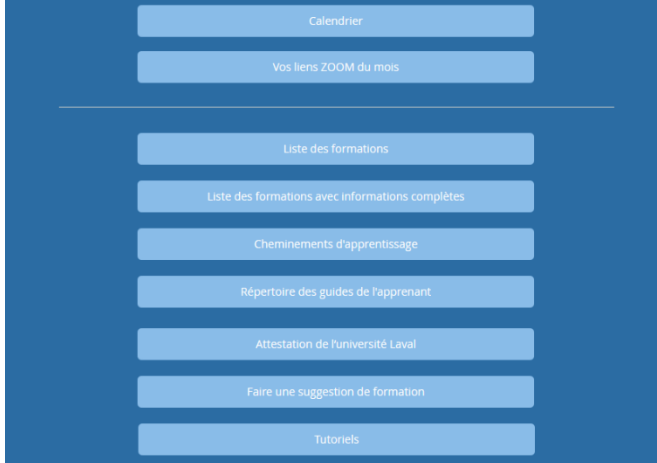 Calendrier
Vos liens ZOOM du mois
Liste des formations
Liste des formations avec informations complètes
Cheminements d'apprentissage
Répertoire des guides de l'apprenant
Attestation de l'université Laval
Faire une suggestion de formation
Tutoriels